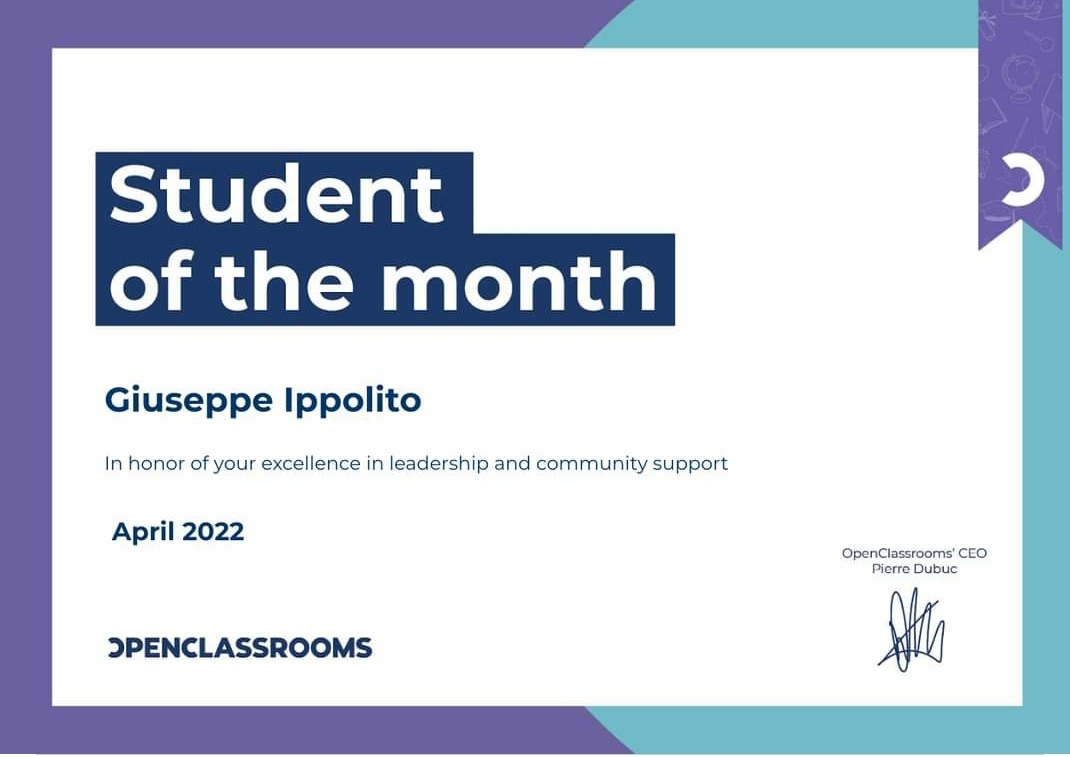 Student
of the month
Giuseppe Ippolito
In honor of your excellence in leadership and community support
April 2022
OpenClassrooms' CEO
Pierre Dubuc
OPENCLASSROOMS